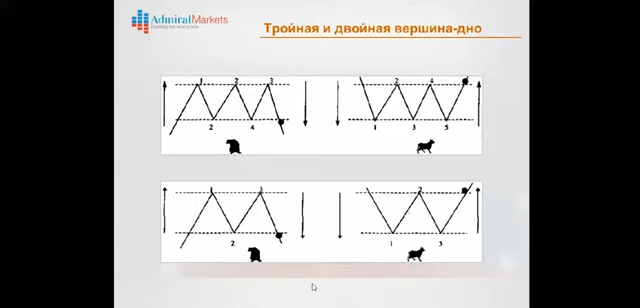 AdmiralMarkets
Тройная и двойная вершина-дно
1 2 3
2 4
2 4
1 3 5
1 3
2
2
1 3